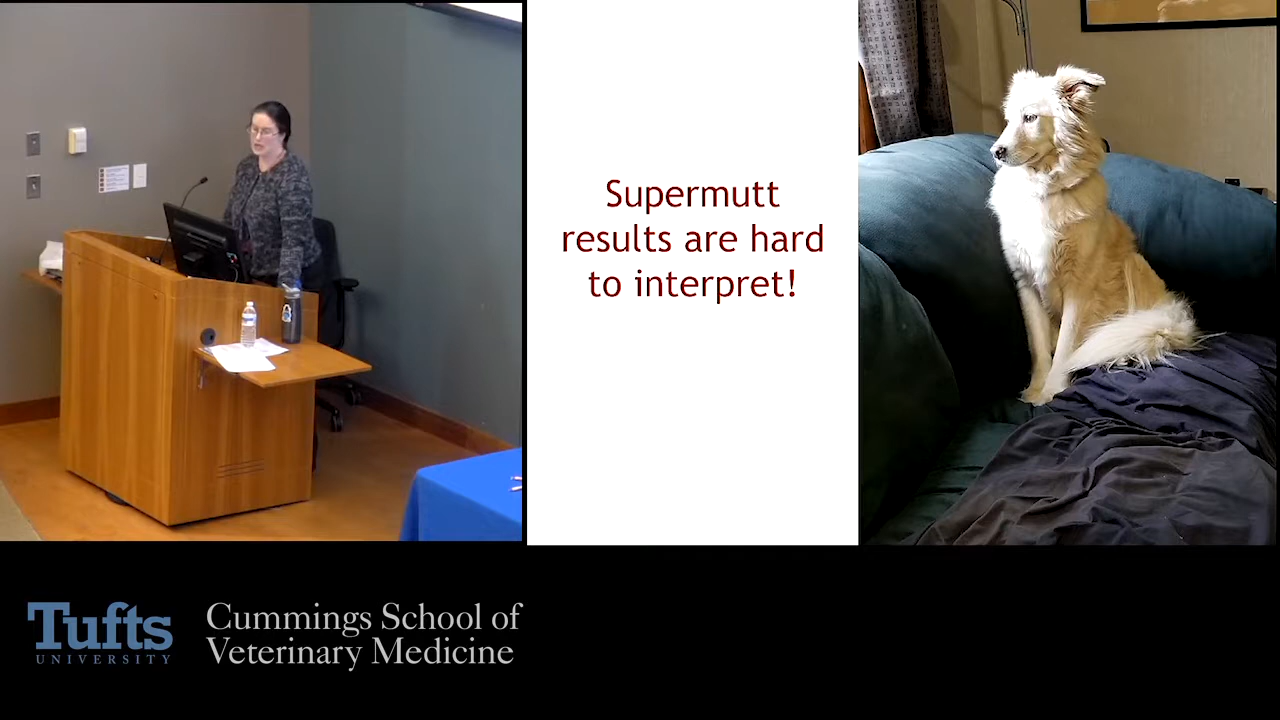 Supermutt
results are hard
to interpret!
Tufts
UNIVERSITY
Cummings School of
Veterinary Medicine